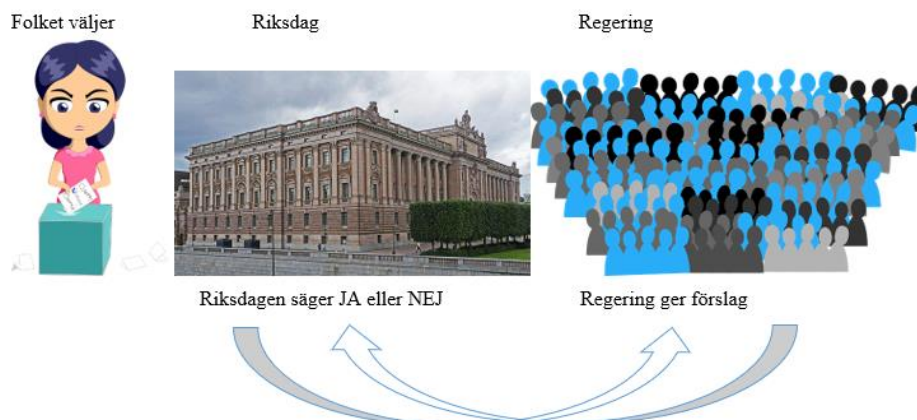 Folket väljer
Riksdag
Regering
Riksdagen säger JA eller NEJ
Regering ger förslag